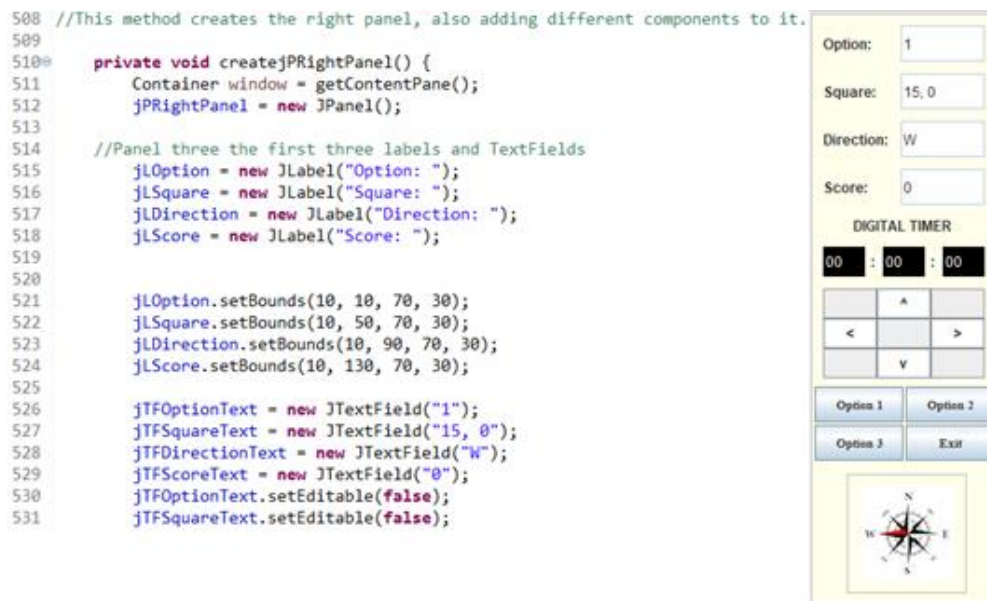 508 //This method creates the right panel, also adding different components to it.
509
510 private void createjPRightPanel() {
511 Container window = getContentPane();
512 jPRightPanel = new JPanel();
513
514 //Panel three the first three labels and TextFields
515 jLOption = new JLabel("Option: ");
516 jLSquare = new JLabel("Square: ");
517 jLDirection = new JLabel("Direction: ");
518 jLScore = new JLabel("Score: ");
519
520
521 jLOption.setBounds(10, 10, 70, 30);
522 jLSquare.setBounds(10, 50, 70, 30);
523 jLDirection.setBounds(10, 90, 70, 30);
524 jLScore.setBounds(10, 130, 70, 30);
525
526 jTFOptionText = new JTextField("1");
527 jTFSquareText = new JTextField("15, 0");
528 jTFDirectionText = new JTextField("W");
529 jTFScoreText = new JTextField("0");
530 jTFOptionText.setEditable(false);
531 jTFSquareText.setEditable(false);
Option: 1
Square: 15, 0
Direction: W
Score: 0
DIGITAL TIMER
00 : 00 : 00
^
< >
v
Option 1 Option 2
Option 3 Exit
N
W E
S